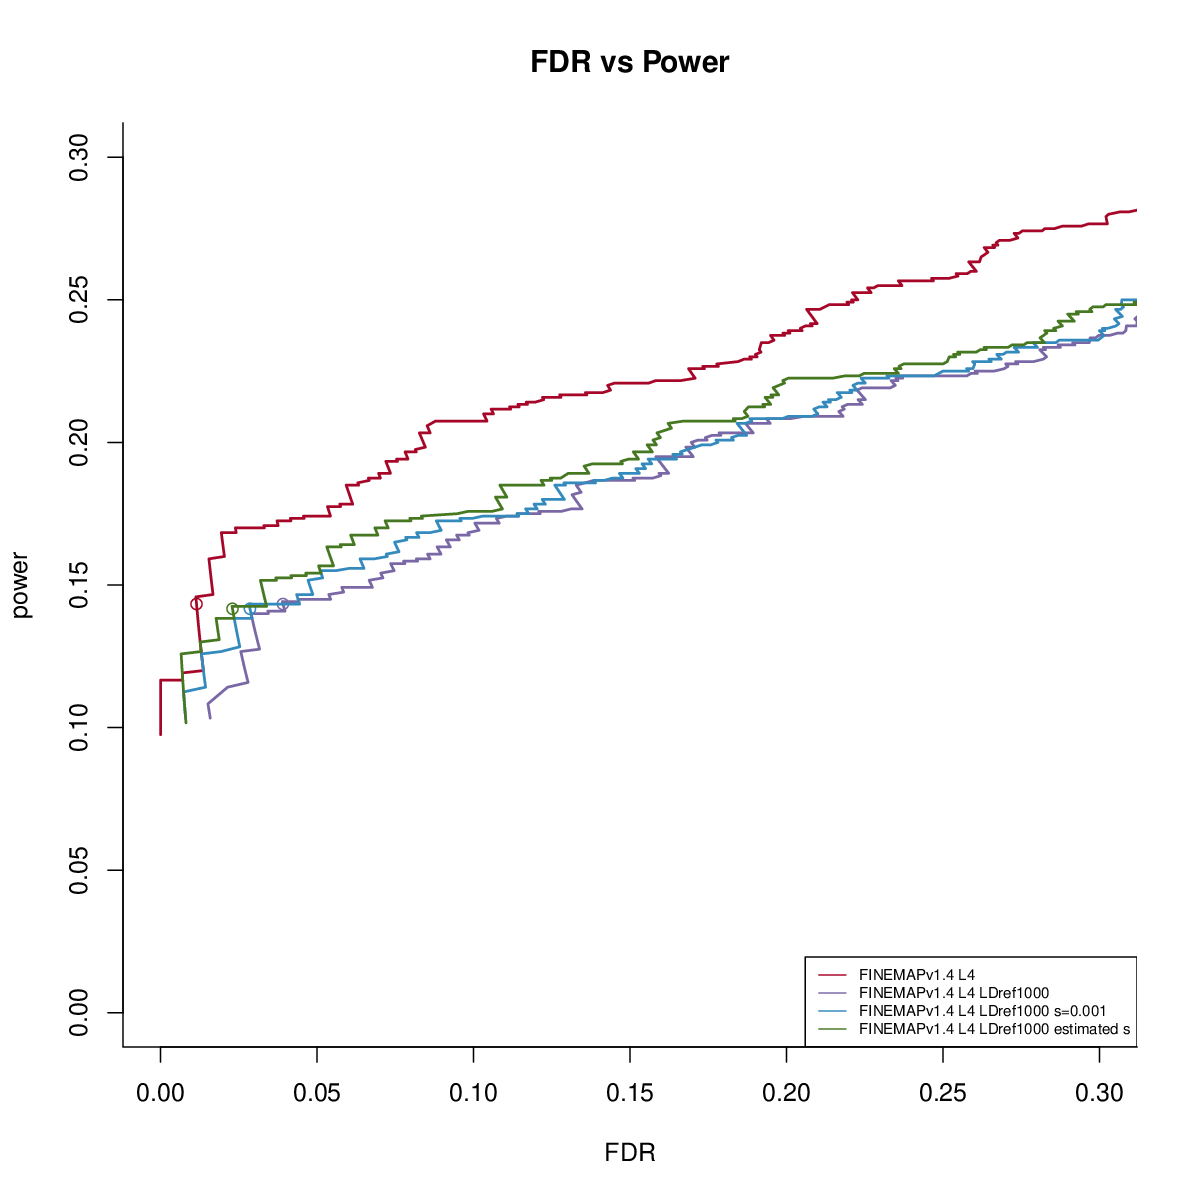 FDR vs Power
power
0.30
0.25
0.20
0.15
0.10
0.05
0.00
FINEMAPv1.4 L4
FINEMAPv1.4 L4 LDref1000
FINEMAPv1.4 L4 LDref1000 s=0.001
FINEMAPv1.4 L4 LDref1000 estimated s
0.00 0.05 0.10 0.15 0.20 0.25 0.30
FDR